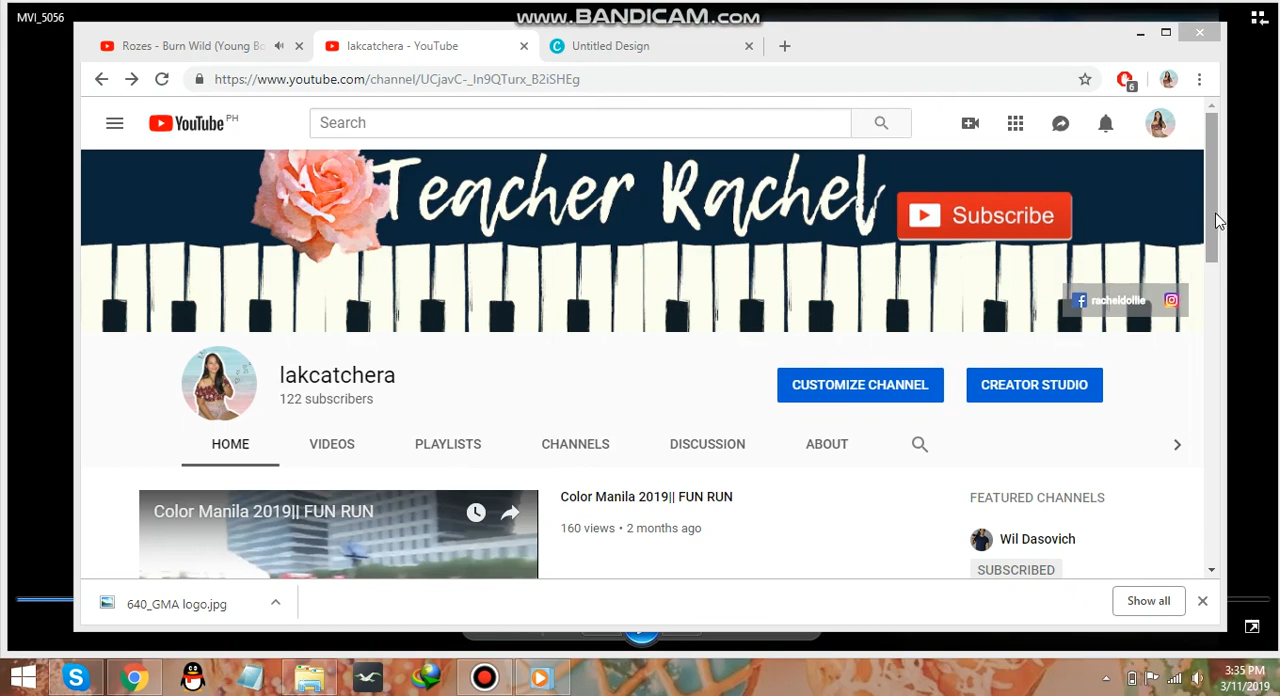 MVI_5056
www.BANDICAM.com
Rozes - Burn Wild (Young Bo
lakcatchera - YouTube
Untitled Design
https://www.youtube.com/channel/UCjavC-_In9QTurx_B2iSHEg
6
YouTube PH
Search
Teacher Rachel
Subscribe
racheldollie
lakcatchera
122 subscribers
CUSTOMIZE CHANNEL
CREATOR STUDIO
HOME
VIDEOS
PLAYLISTS
CHANNELS
DISCUSSION
ABOUT
Color Manila 2019|| FUN RUN
Color Manila 2019|| FUN RUN
160 views • 2 months ago
FEATURED CHANNELS
Wil Dasovich
SUBSCRIBED
640_GMA logo.jpg
Show all
3:35 PM
3/11/2019